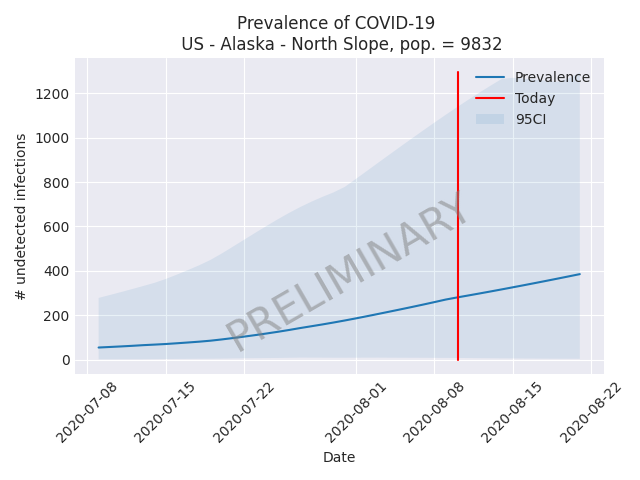 Prevalence of COVID-19
US - Alaska - North Slope, pop. = 9832
Prevalence
Today
95CI
1200
1000
800
600
400
200
0
# undetected infections
PRELIMINARY
2020-07-08
2020-07-15
2020-07-22
2020-08-01
2020-08-08
2020-08-15
2020-08-22
Date